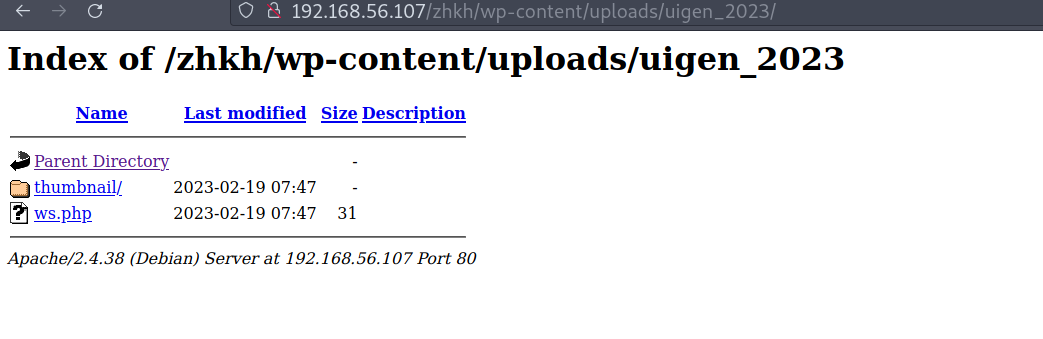 192.168.56.107/zhkh/wp-content/uploads/uigen_2023/
Index of /zhkh/wp-content/uploads/uigen_2023
Name Last modified Size Description
Parent Directory -
thumbnail/ 2023-02-19 07:47 -
ws.php 2023-02-19 07:47 31
Apache/2.4.38 (Debian) Server at 192.168.56.107 Port 80